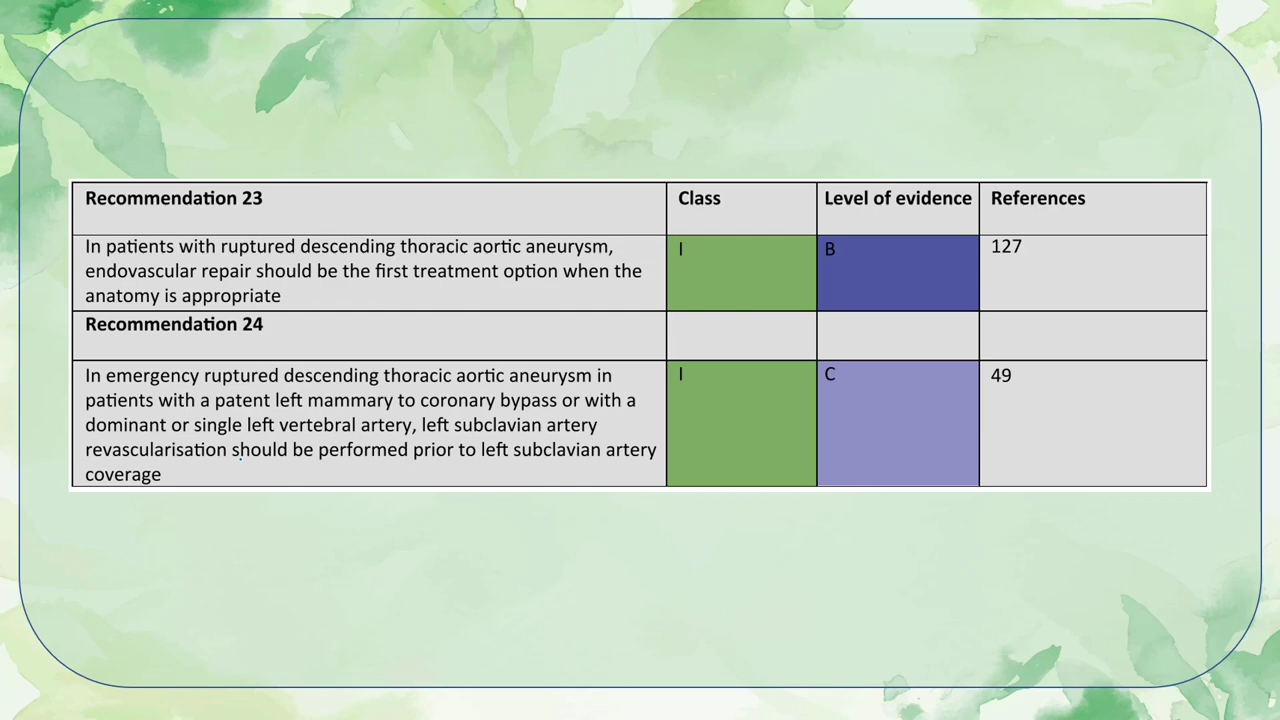 Recommendation 23 Class Level of evidence References
In patients with ruptured descending thoracic aortic aneurysm, I B 127
endovascular repair should be the first treatment option when the
anatomy is appropriate
Recommendation 24
In emergency ruptured descending thoracic aortic aneurysm in I C 49
patients with a patent left mammary to coronary bypass or with a
dominant or single left vertebral artery, left subclavian artery
revascularisation should be performed prior to left subclavian artery
coverage